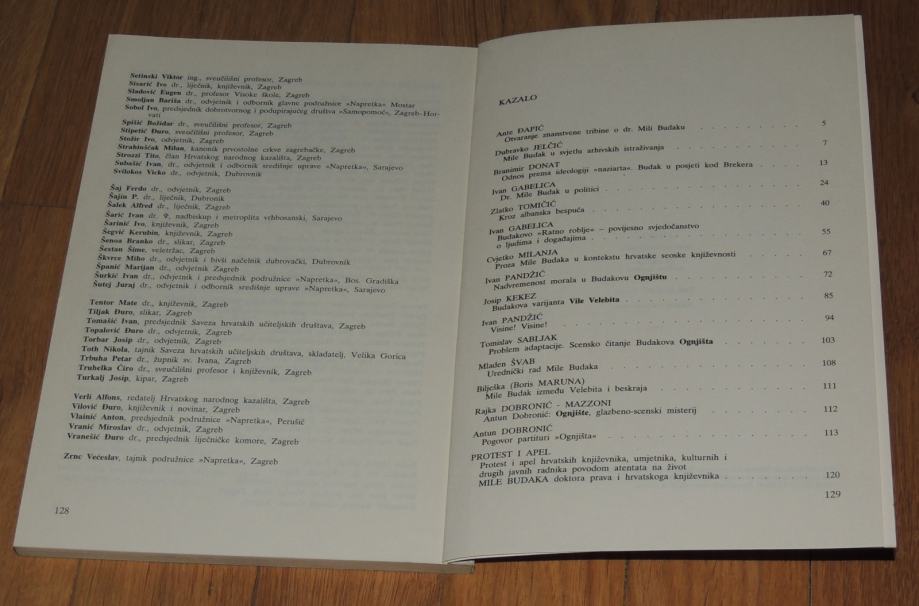 Setinski Viktor ing., sveučilišni profesor, Zagreb
Sisarić Ivo dr., liječnik, književnik, Zagreb
Sladović Eugen dr., profesor Visoke škole, Zagreb
Smoljan Bariša dr., odvjetnik i odbornik glavne podružnice »Napretka« Mostar
Sobol Ivo, predsjednik dobrotvornog i podupirajućeg društva »Samopomoć«, Zagreb-Horvati
Spišić Božidar dr., sveučilišni profesor, Zagreb
Stipetić Đuro, sveučilišni profesor, Zagreb
Stožir Ivo, odvjetnik, Zagreb
Strahinšćak Milan, kanonik prvostolne crkve zagrebačke, Zagreb
Strozzi Tito, član Hrvatskog narodnog kazališta, Zagreb
Subašić Ivan, dr., odvjetnik i odbornik središnje uprave »Napretka«, Sarajevo
Svilokos Vicko dr., odvjetnik, Dubrovnik
Šaj Ferdo dr., odvjetnik, Zagreb
Šajin P. dr., liječnik, Dubronik
Šalek Alfred dr., liječnik, Zagreb
Šarić Ivan dr. 9, nadbiskup i metroplita vrhbosanski, Sarajevo
Šarinić Ivo, književnik, Zagreb
Šegvić Kerubin, književnik, Zagreb
Šenoa Branko dr., slikar, Zagreb
Šestan Šime, veletržac, Zagreb
Škvrce Miho dr., odvjetnik i bivši načelnik dubrovački, Dubrovnik
Španić Marijan dr., odvjetnik Zagreb
Šurkić Ivan dr., odvjetnik i predsjednik podružnice »Napretka«, Bos. Gradiška
Šutej Juraj dr., odvjetnik i odbornik središnje uprave »Napretka«, Sarajevo
Tentor Mate dr., književnik, Zagreb
Tiljak Đuro, slikar, Zagreb
Tomašić Ivan, predsjednik Saveza hrvatskih učiteljskih društava, Zagreb
Topalović Đuro dr., odvjetnik, Zagreb
Torbar Josip dr., odvjetnik, Zagreb
Toth Nikola, tajnik Saveza hrvatskih učiteljskih društava, skladatelj, Velika Gorica
Trbuha Petar dr., župnik sv. Ivana, Zagreb
Truhelka Ćiro dr., sveučilišni profesor i književnik, Zagreb
Turkalj Josip, kipar, Zagreb
Verli Alfons, redatelj Hrvatskog narodnog kazališta, Zagreb
Vilović Đuro, književnik i novinar, Zagreb
Vlainić Anton, predsjednik podružnice »Napretka«, Perušić
Vranić Miroslav dr., odvjetnik, Zagreb
Vranešić Đuro dr., predsjednik liječničke komore, Zagreb
Zrnc Većeslav, tajnik podružnice »Napretka«, Zagreb
128
KAZALO
Ante ĐAPIĆ
Otvaranje znanstvene tribine o dr. Mili Budaku . . . . . . . . 5
Dubravko JELČIĆ
Mile Budak u svjetlu arhivskih istraživanja . . . . . . . . 7
Branimir DONAT
Odnos prema ideologiji »naziarta«. Budak u posjeti kod Brekera . . . . 13
Ivan GABELICA
Dr. Mile Budak u politici . . . . . . . . 24
Zlatko TOMIČIĆ
Kroz albanska bespuća . . . . . . . . 40
Ivan GABELICA
Budakovo »Ratno roblje« – povijesno svjedočanstvo
o ljudima i događajima . . . . . . . . 55
Cvjetko MILANJA
Proza Mile Budaka u kontekstu hrvatske seoske književnosti . . . . 67
Ivan PANDŽIĆ
Nadvremenost morala u Budakovu Ognjištu . . . . . . . . 72
Josip KEKEZ
Budakova varijanta Vile Velebita . . . . . . . . 85
Ivan PANDŽIĆ
Visine! Visine! . . . . . . . . 94
Tomislav SABLJAK
Problem adaptacije. Scensko čitanje Budakova Ognjišta . . . . . . 103
Mladen ŠVAB
Urednički rad Mile Budaka . . . . . . . . 108
Bilješka (Boris MARUNA)
Mile Budak između Velebita i beskraja . . . . . . . . 111
Rajka DOBRONIĆ - MAZZONI
Antun Dobronić: Ognjište, glazbeno-scenski misterij . . . . . . 112
Antun DOBRONIĆ
Pogovor partituri »Ognjišta« . . . . . . . . 113
PROTEST I APEL
Protest i apel hrvatskih književnika, umjetnika, kulturnih i
drugih javnih radnika povodom atentata na život
MILE BUDAKA doktora prava i hrvatskoga književnika . . . . . . 120
129